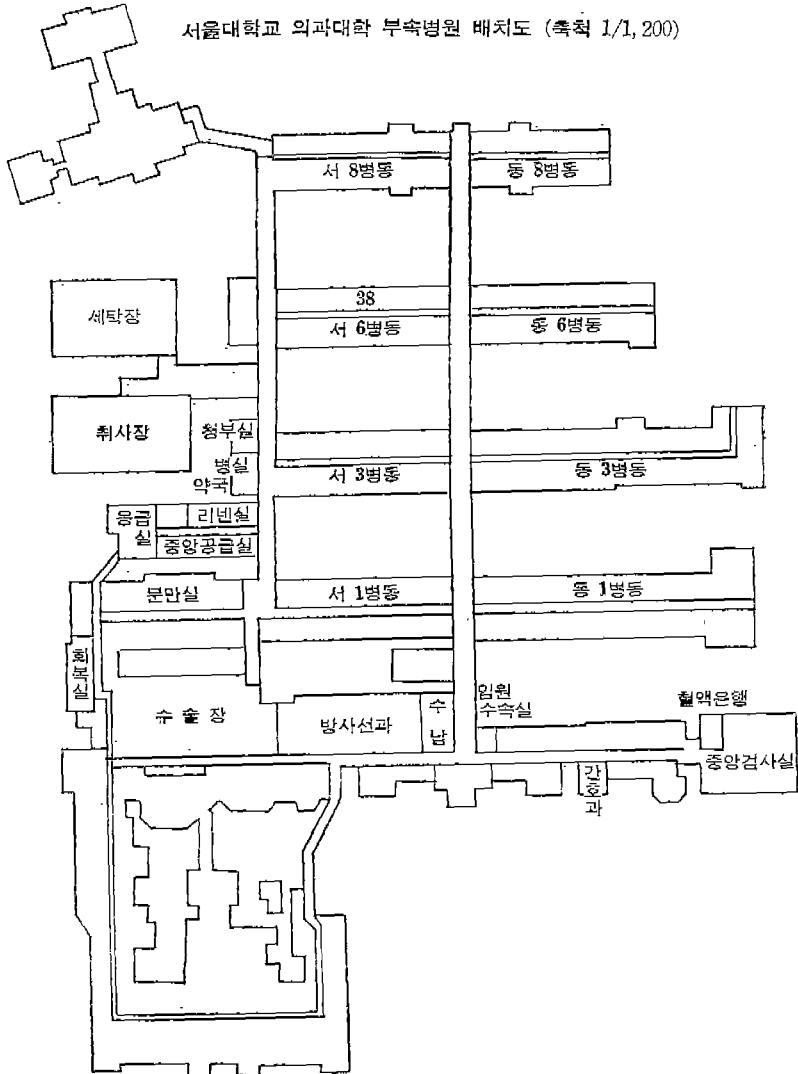 서울대학교 의과대학 부속병원 배치도 (축척 1/1,200)
서 8병동
동 8병동
세탁장
38
서 6병동
동 6병동
취사장
청부실
병실
약국
서 3병동
동 3병동
응급
실
리넨실
중앙공급실
분만실
서 1병동
동 1병동
회
복
실
수 술 장
방사선과
수
납
입원
수속실
혈액은행
중앙검사실
간
호
과